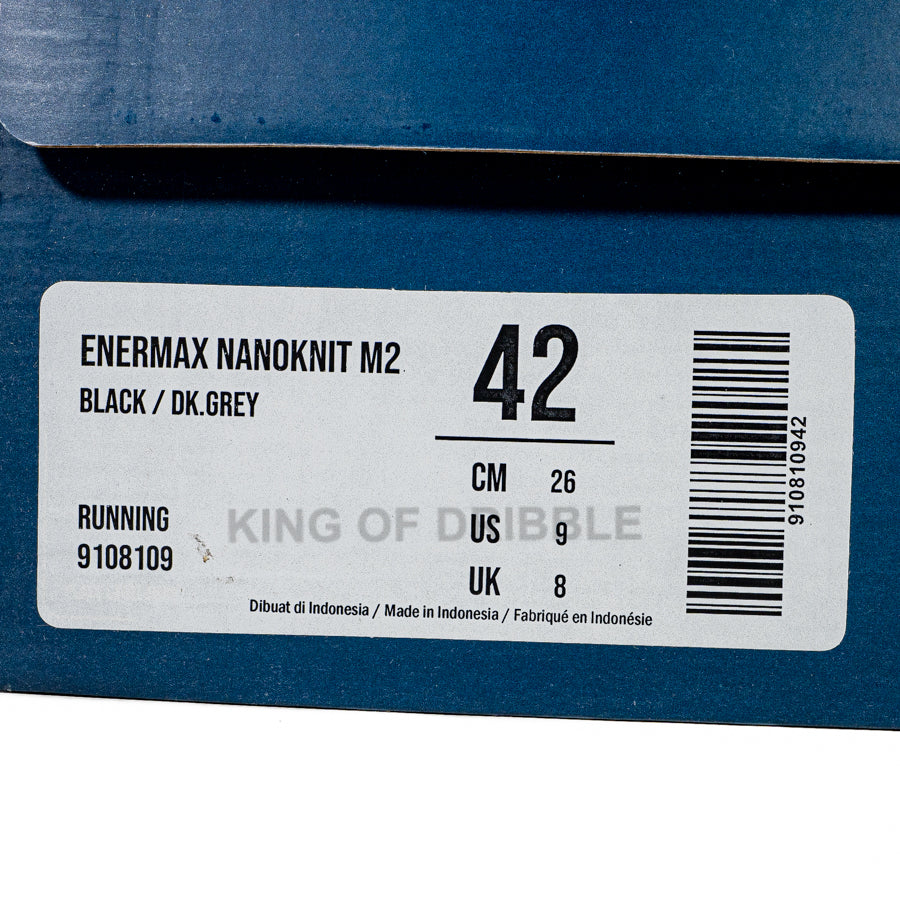 ENERMAX NANOKNIT M2
BLACK / DK.GREY
42
CM 26
US 9
UK 8
RUNNING
9108109
KING OF DRIBBLE
Dibuat di Indonesia / Made in Indonesia / Fabriqué en Indonésie
910810942